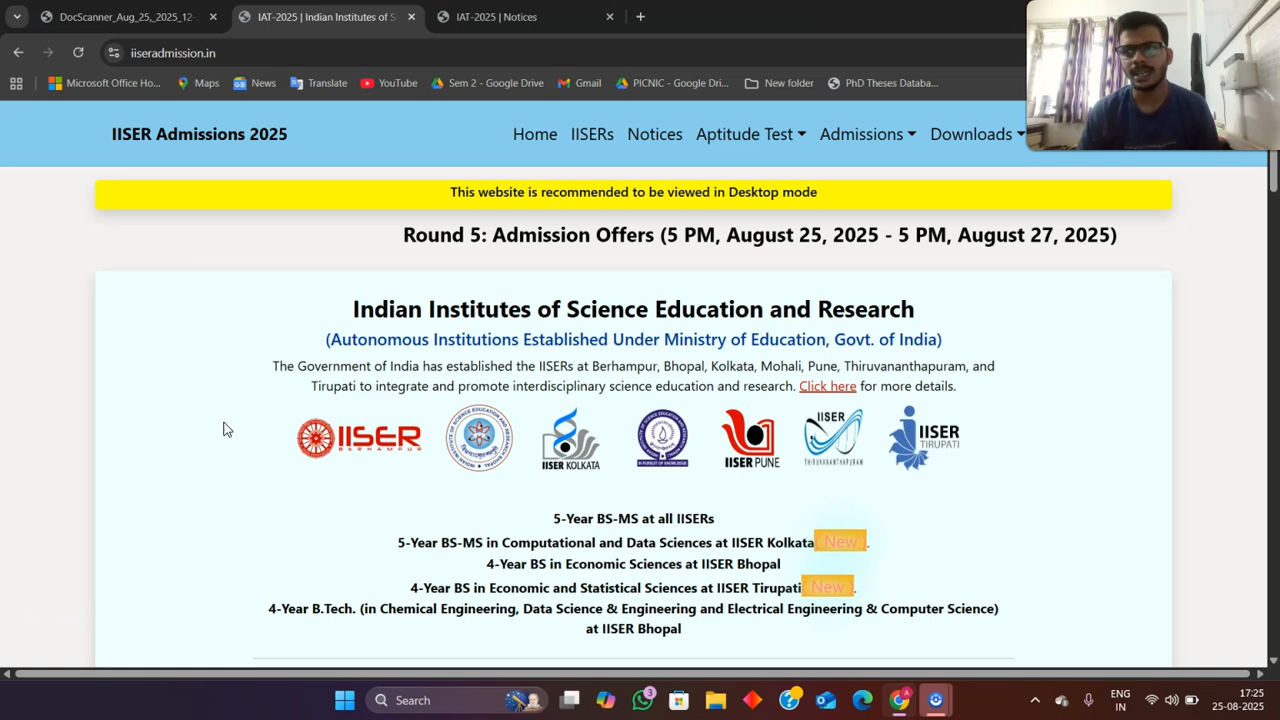 DocScanner_Aug_25,_2025_12-
IAT-2025 | Indian Institutes of S
IAT-2025 | Notices
iiseradmission.in
Microsoft Office Ho...
Maps
News
Translate
YouTube
Sem 2 - Google Drive
Gmail
PICNIC - Google Dri...
New folder
PhD Theses Databa...
IISER Admissions 2025
Home
IISERs
Notices
Aptitude Test
Admissions
Downloads
This website is recommended to be viewed in Desktop mode
Round 5: Admission Offers (5 PM, August 25, 2025 - 5 PM, August 27, 2025)
Indian Institutes of Science Education and Research
(Autonomous Institutions Established Under Ministry of Education, Govt. of India)
The Government of India has established the IISERs at Berhampur, Bhopal, Kolkata, Mohali, Pune, Thiruvananthapuram, and
Tirupati to integrate and promote interdisciplinary science education and research. Click here for more details.
IISER
BERHAMPUR
IISER KOLKATA
IN PURSUIT OF KNOWLEDGE
IISER PUNE
IISER
THIRUVANANTHAPURAM
IISER
TIRUPATI
5-Year BS-MS at all IISERs
5-Year BS-MS in Computational and Data Sciences at IISER Kolkata( New ).
4-Year BS in Economic Sciences at IISER Bhopal
4-Year BS in Economic and Statistical Sciences at IISER Tirupati( New ).
4-Year B.Tech. (in Chemical Engineering, Data Science & Engineering and Electrical Engineering & Computer Science)
at IISER Bhopal
Search
3
ENG
IN
17:25
25-08-2025